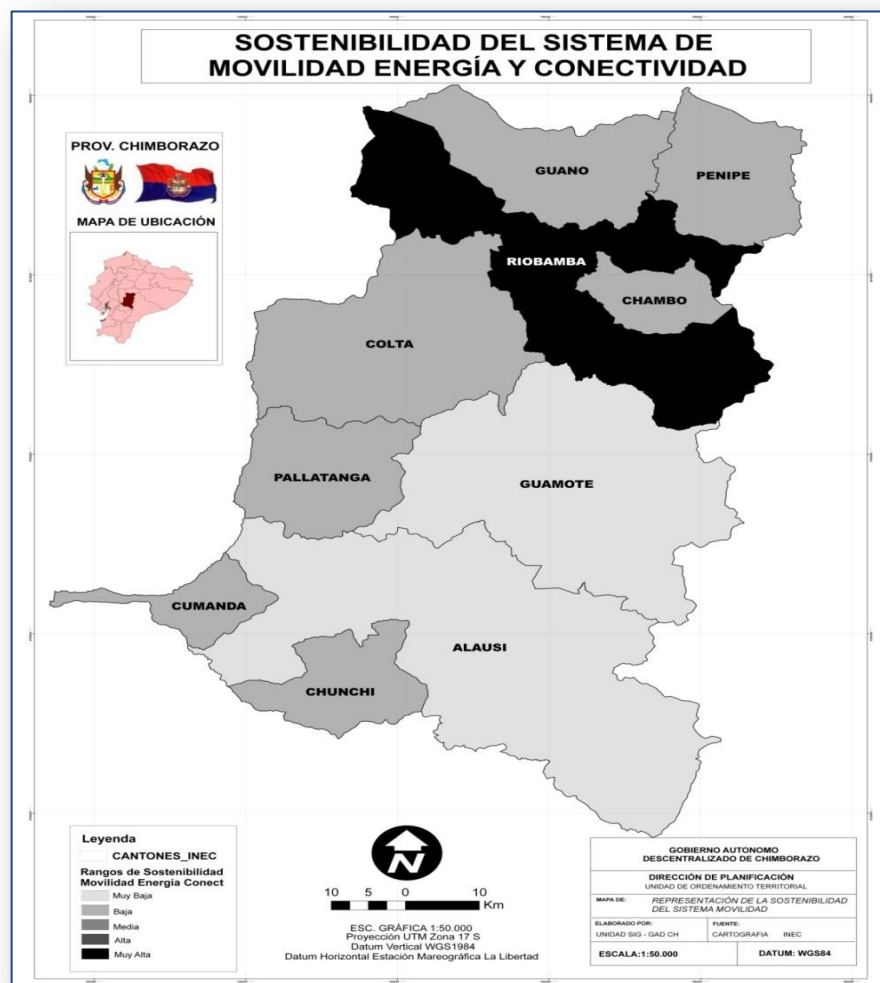 SOSTENIBILIDAD DEL SISTEMA DE
MOVILIDAD ENERGÍA Y CONECTIVIDAD
PROV. CHIMBORAZO
MAPA DE UBICACIÓN
GUANO
PENIPE
RIOBAMBA
CHAMBO
COLTA
PALLATANGA
GUAMOTE
CUMANDA
ALAUSI
CHUNCHI
Leyenda
CANTONES_INEC
Rangos de Sostenibilidad
Movilidad Energía Conect
Muy Baja
Baja
Media
Alta
Muy Alta
N
10 5 0 10
Km
ESC. GRÁFICA 1:50.000
Proyección UTM Zona 17 S
Datum Vertical WGS1984
Datum Horizontal Estación Mareográfica La Libertad
GOBIERNO AUTONOMO
DESCENTRALIZADO DE CHIMBORAZO
DIRECCIÓN DE PLANIFICACIÓN
UNIDAD DE ORDENAMIENTO TERRITORIAL
MAPA DE: REPRESENTACIÓN DE LA SOSTENIBILIDAD
DEL SISTEMA MOVILIDAD
ELABORADO POR: FUENTE:
UNIDAD SIG - GAD CH CARTOGRAFIA INEC
ESCALA:1:50.000 DATUM: WGS84